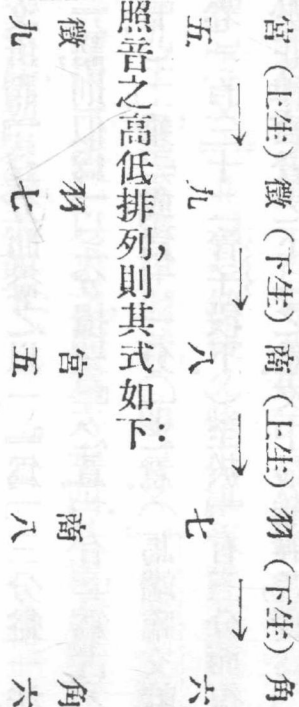 宮(上生)徵(下生)商(上生)羽(下生)角
→ → → →
五 九 八 七 六
照音之高低排列，則其式如下：
徵 羽 宮 商 角
九 七 五 八 六